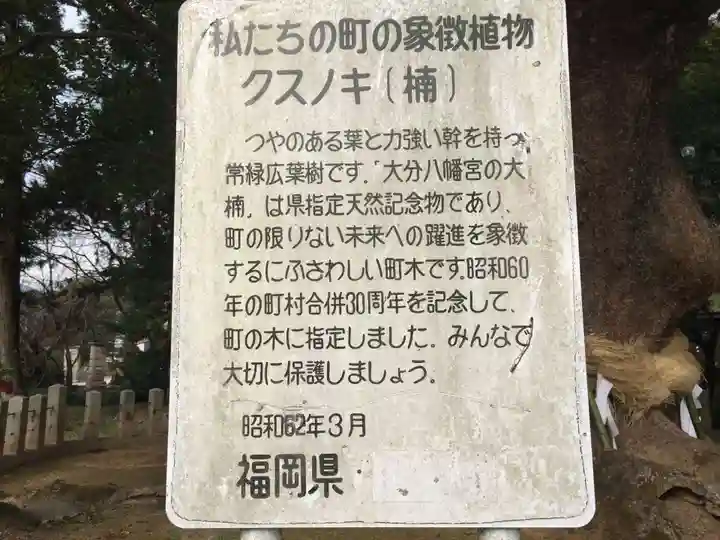 私たちの町の象徴植物
クスノキ(楠)
つやのある葉と力強い幹を持つ
常緑広葉樹です.「大分八幡宮の大
楠」は県指定天然記念物であり、
町の限りない未来への躍進を象徴
するにふさわしい町木です.昭和60
年の町村合併30周年を記念して、
町の木に指定しました.みんなで
大切に保護しましょう。
昭和62年3月
福岡県